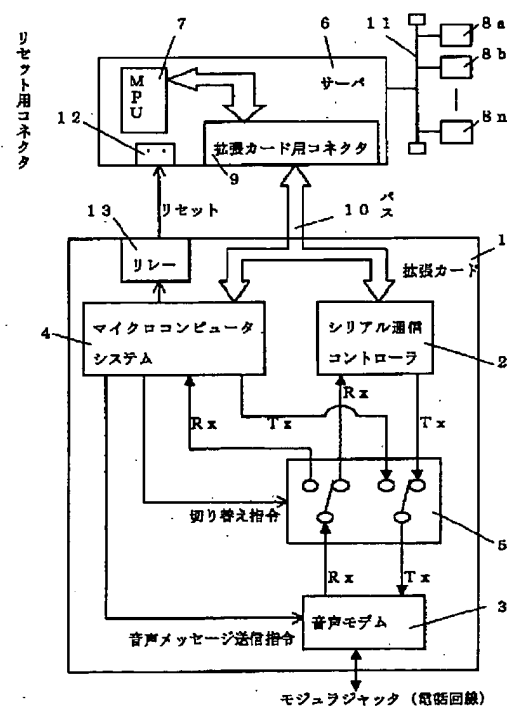 リセット用コネクタ
7
6
11
8a
8b
8n
MPU
サーバ
12
拡張カード用コネクタ
9
リセット
10
バス
13
リレー
1
拡張カード
4
マイクロコンピュータ
システム
シリアル通信
コントローラ
2
Rx
Tx
Rx
Tx
切り替え指令
5
Rx
Tx
音声メッセージ送信指令
音声モデム
3
モジュラジャッタ(電話回線)